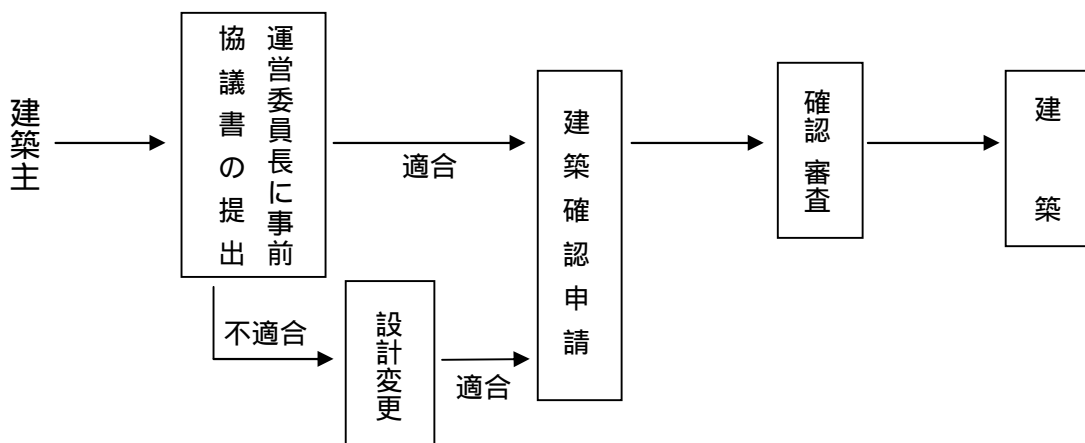 建築主
運営委員長に事前
協議書の提出
適合
不適合
設計変更
適合
建築確認申請
確認審査
建築